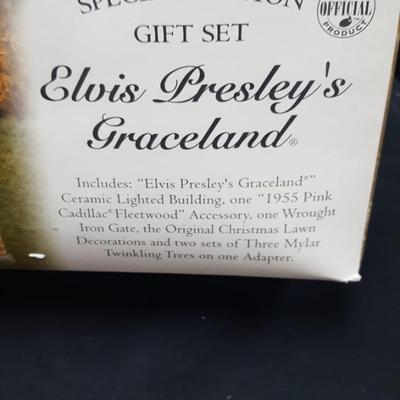 GIFT SET
Elvis Presley's
Graceland®
Includes: "Elvis Presley's Graceland®"
Ceramic Lighted Building, one "1955 Pink
Cadillac® Fleetwood" Accessory, one Wrought
Iron Gate, the Original Christmas Lawn
Decorations and two sets of Three Mylar
Twinkling Trees on one Adapter.
OFFICIAL
PRODUCT
™